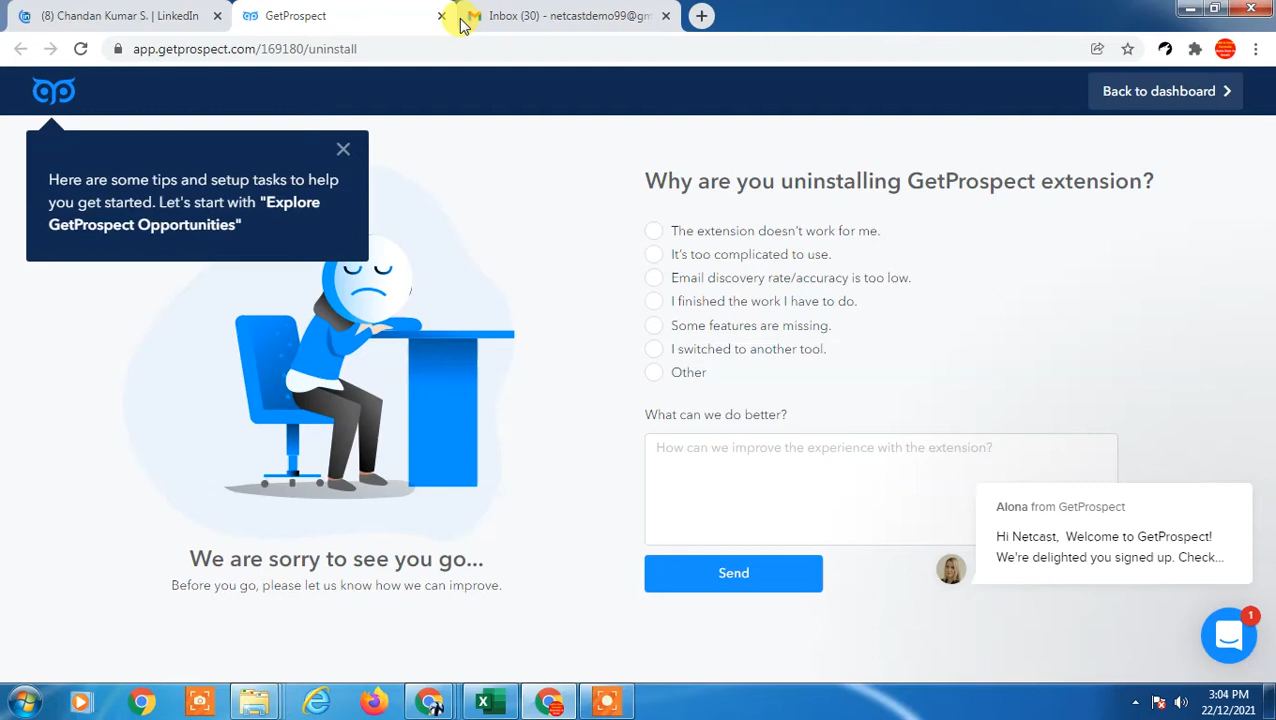 (8) Chandan Kumar S. | LinkedIn
GetProspect
Inbox (30) - netcastdemo99@gm
app.getprospect.com/169180/uninstall
Back to dashboard
Here are some tips and setup tasks to help
you get started. Let's start with "Explore
GetProspect Opportunities"
We are sorry to see you go...
Before you go, please let us know how we can improve.
Why are you uninstalling GetProspect extension?
The extension doesn't work for me.
It's too complicated to use.
Email discovery rate/accuracy is too low.
I finished the work I have to do.
Some features are missing.
I switched to another tool.
Other
What can we do better?
How can we improve the experience with the extension?
Send
Alona from GetProspect
Hi Netcast, Welcome to GetProspect!
We're delighted you signed up. Check...
1
3:04 PM
22/12/2021